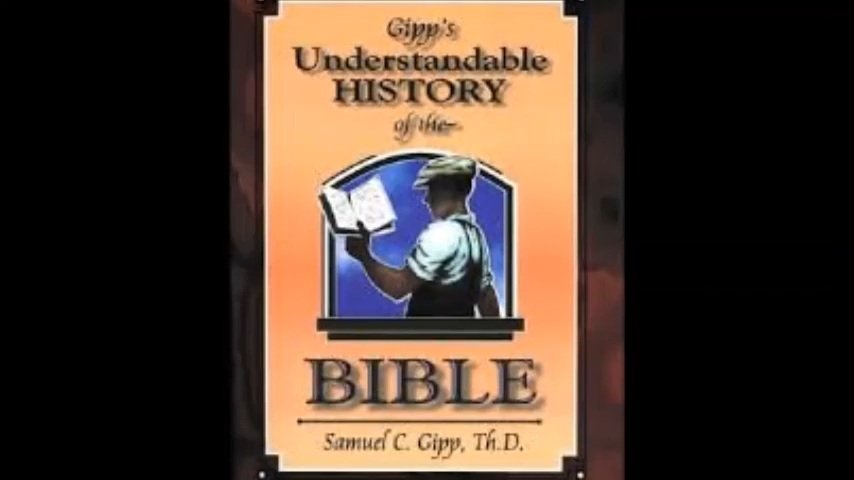 Gipp's
Understandable
HISTORY
of the
BIBLE
Samuel C. Gipp, Th.D.